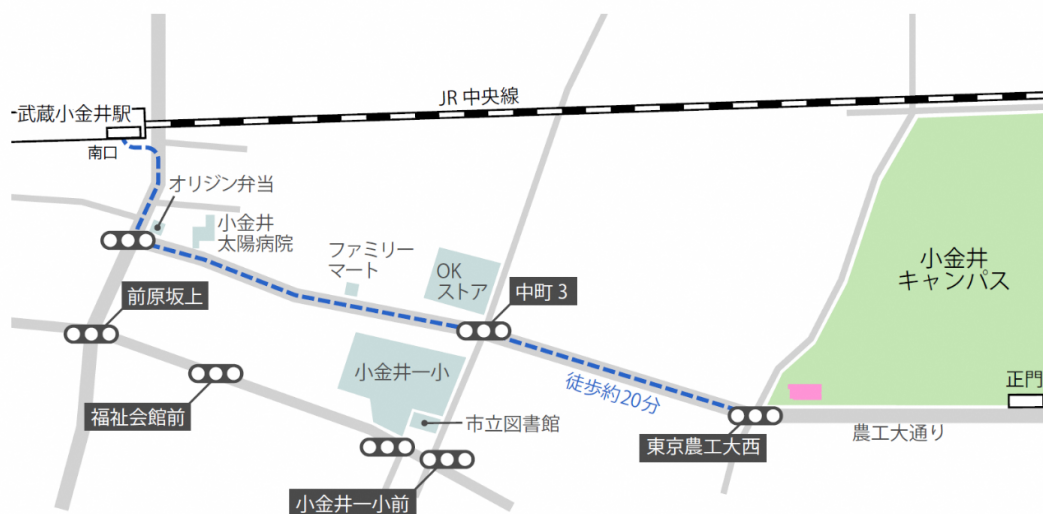 JR 中央線
武蔵小金井駅
南口
オリジン弁当
小金井
太陽病院
ファミリー
マート
OK
ストア
小金井
キャンパス
前原坂上
中町 3
小金井一小
徒歩約20分
正門
福祉会館前
市立図書館
東京農工大西
農工大通り
小金井一小前